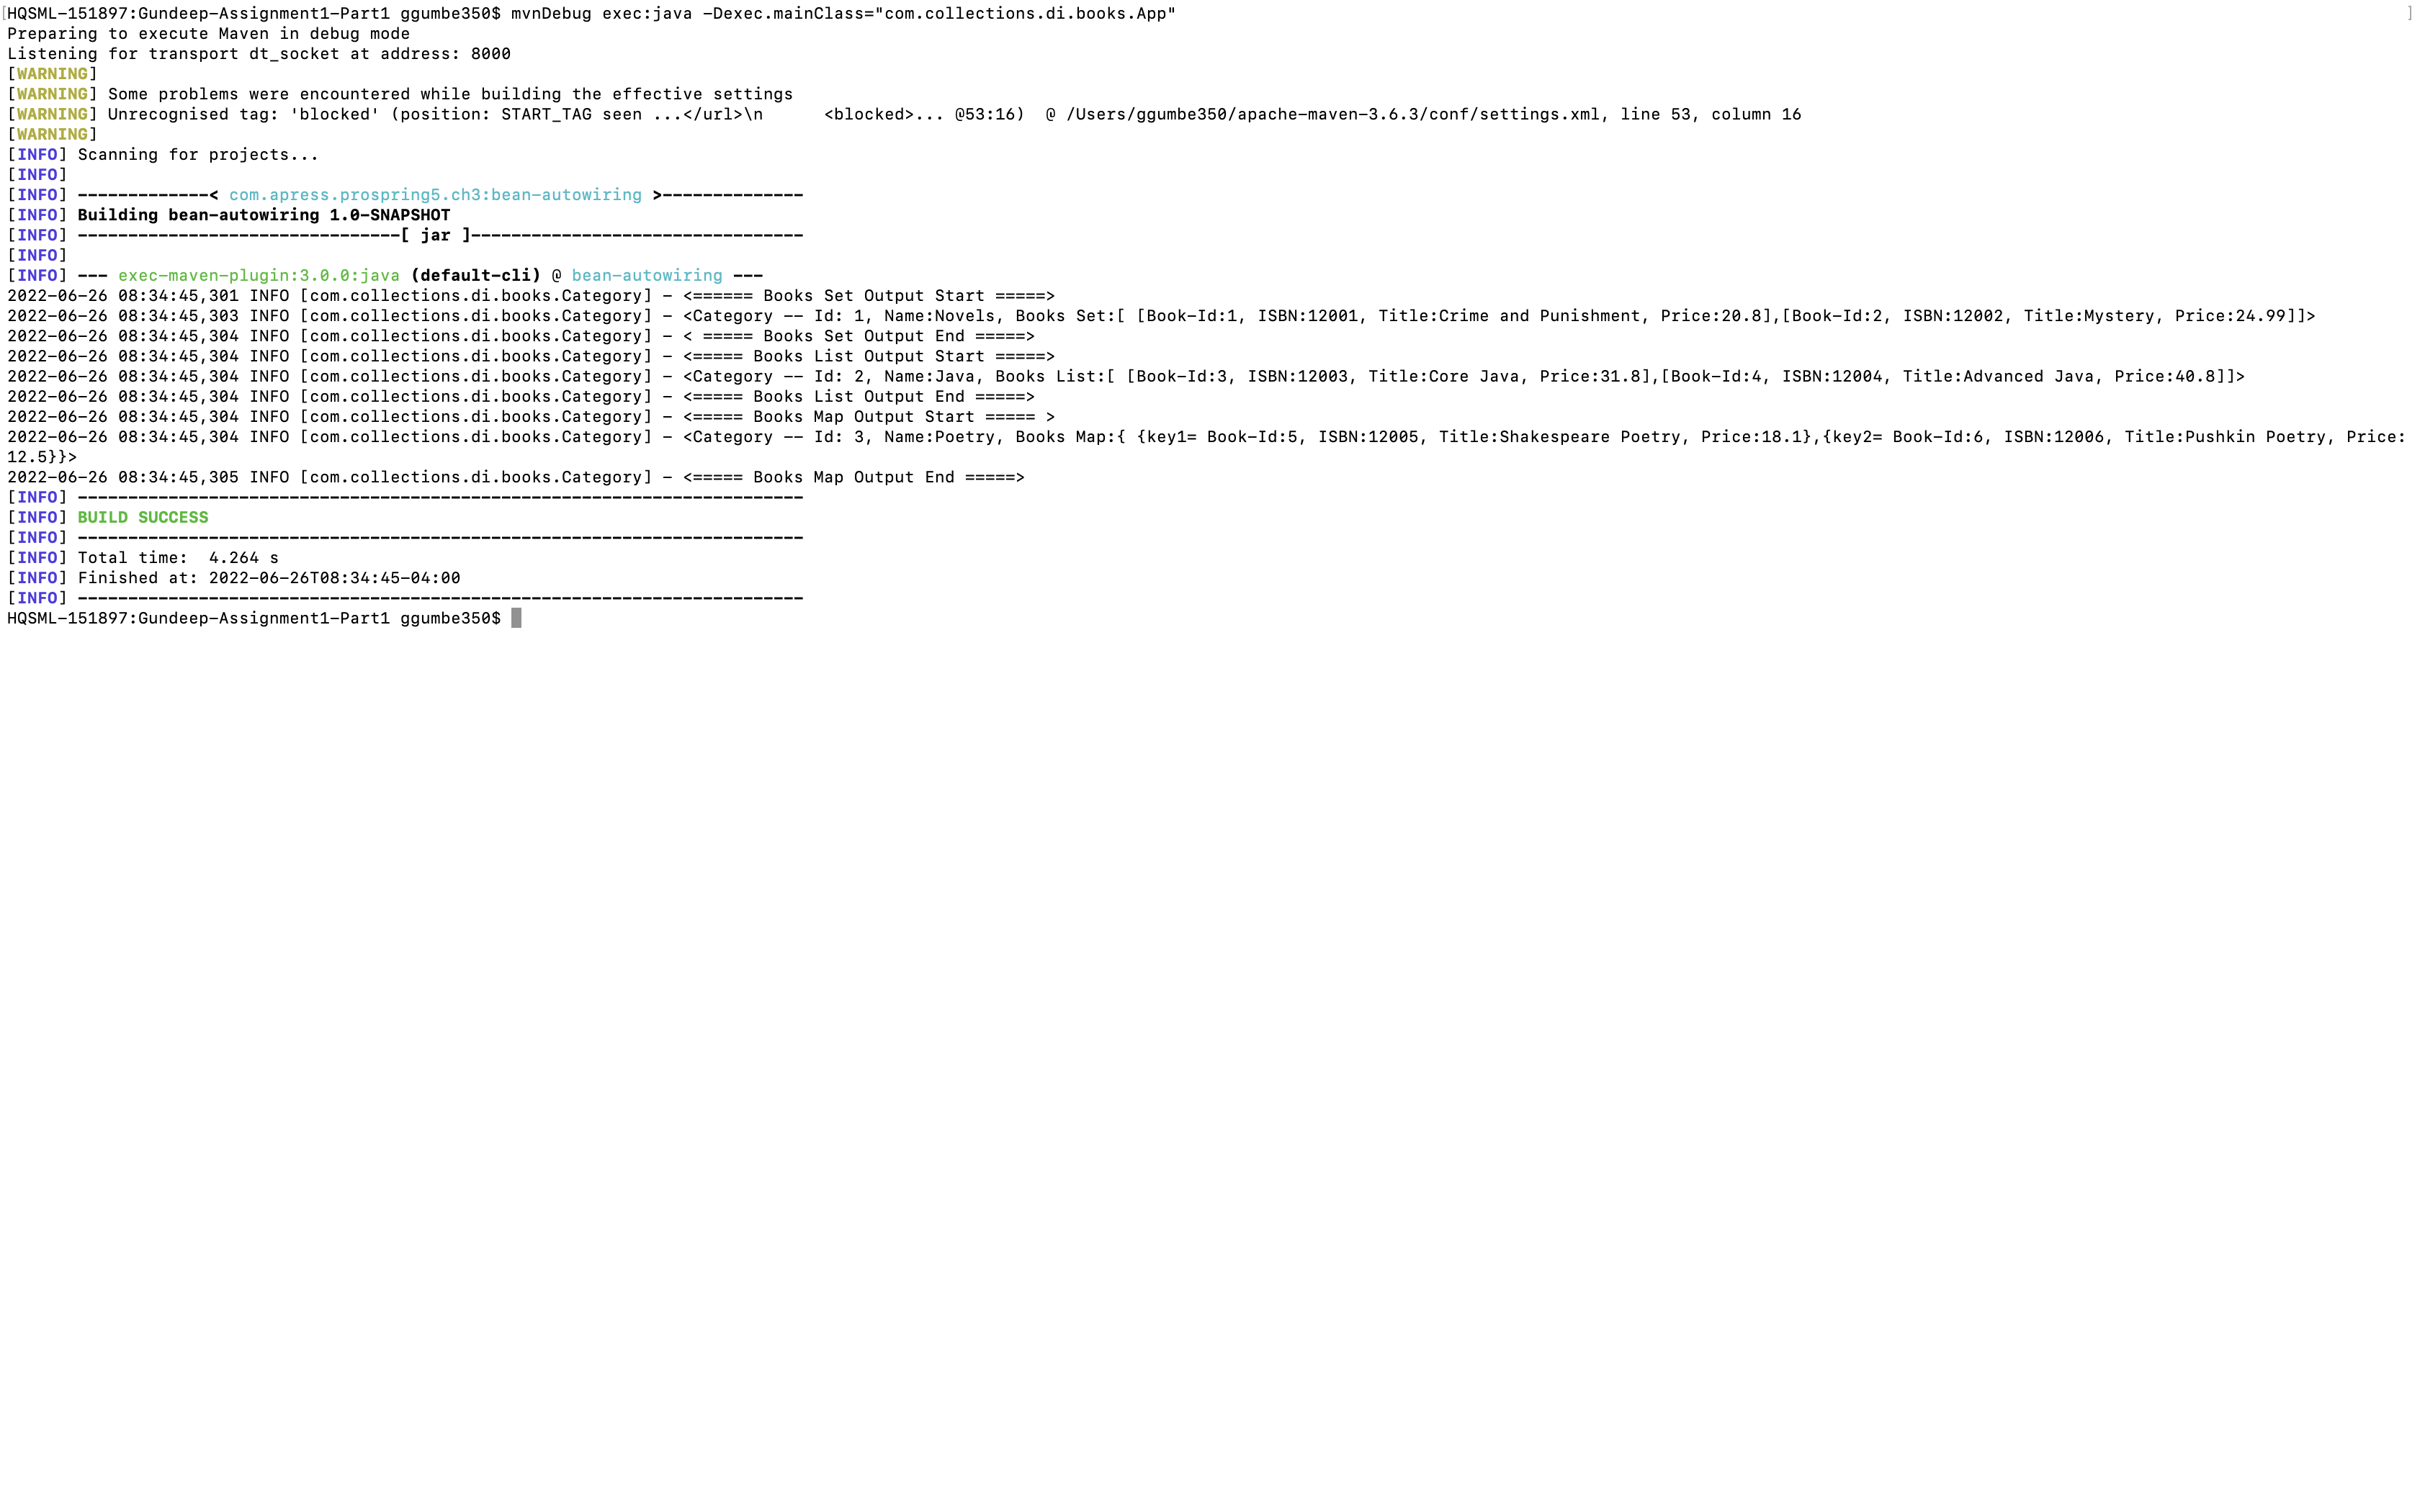 HQSML-151897:Gundeep-Assignment1-Part1 ggumbe350$ mvnDebug exec:java -Dexec.mainClass="com.collections.di.books.App"
Preparing to execute Maven in debug mode
Listening for transport dt_socket at address: 8000
[WARNING]
[WARNING] Some problems were encountered while building the effective settings
[WARNING] Unrecognised tag: 'blocked' (position: START_TAG seen ...</url>\n      <blocked>... @53:16)  @ /Users/ggumbe350/apache-maven-3.6.3/conf/settings.xml, line 53, column 16
[WARNING]
[INFO] Scanning for projects...
[INFO]
[INFO] -------------< com.apress.prospring5.ch3:bean-autowiring >--------------
[INFO] Building bean-autowiring 1.0-SNAPSHOT
[INFO] --------------------------------[ jar ]---------------------------------
[INFO]
[INFO] --- exec-maven-plugin:3.0.0:java (default-cli) @ bean-autowiring ---
2022-06-26 08:34:45,301 INFO [com.collections.di.books.Category] - <====== Books Set Output Start =====>
2022-06-26 08:34:45,303 INFO [com.collections.di.books.Category] - <Category -- Id: 1, Name:Novels, Books Set:[ [Book-Id:1, ISBN:12001, Title:Crime and Punishment, Price:20.8],[Book-Id:2, ISBN:12002, Title:Mystery, Price:24.99]]>
2022-06-26 08:34:45,304 INFO [com.collections.di.books.Category] - < ===== Books Set Output End =====>
2022-06-26 08:34:45,304 INFO [com.collections.di.books.Category] - <===== Books List Output Start =====>
2022-06-26 08:34:45,304 INFO [com.collections.di.books.Category] - <Category -- Id: 2, Name:Java, Books List:[ [Book-Id:3, ISBN:12003, Title:Core Java, Price:31.8],[Book-Id:4, ISBN:12004, Title:Advanced Java, Price:40.8]]>
2022-06-26 08:34:45,304 INFO [com.collections.di.books.Category] - <===== Books List Output End =====>
2022-06-26 08:34:45,304 INFO [com.collections.di.books.Category] - <===== Books Map Output Start ===== >
2022-06-26 08:34:45,304 INFO [com.collections.di.books.Category] - <Category -- Id: 3, Name:Poetry, Books Map:{ {key1= Book-Id:5, ISBN:12005, Title:Shakespeare Poetry, Price:18.1},{key2= Book-Id:6, ISBN:12006, Title:Pushkin Poetry, Price:
12.5}}>
2022-06-26 08:34:45,305 INFO [com.collections.di.books.Category] - <===== Books Map Output End =====>
[INFO] ------------------------------------------------------------------------
[INFO] BUILD SUCCESS
[INFO] ------------------------------------------------------------------------
[INFO] Total time:  4.264 s
[INFO] Finished at: 2022-06-26T08:34:45-04:00
[INFO] ------------------------------------------------------------------------
HQSML-151897:Gundeep-Assignment1-Part1 ggumbe350$